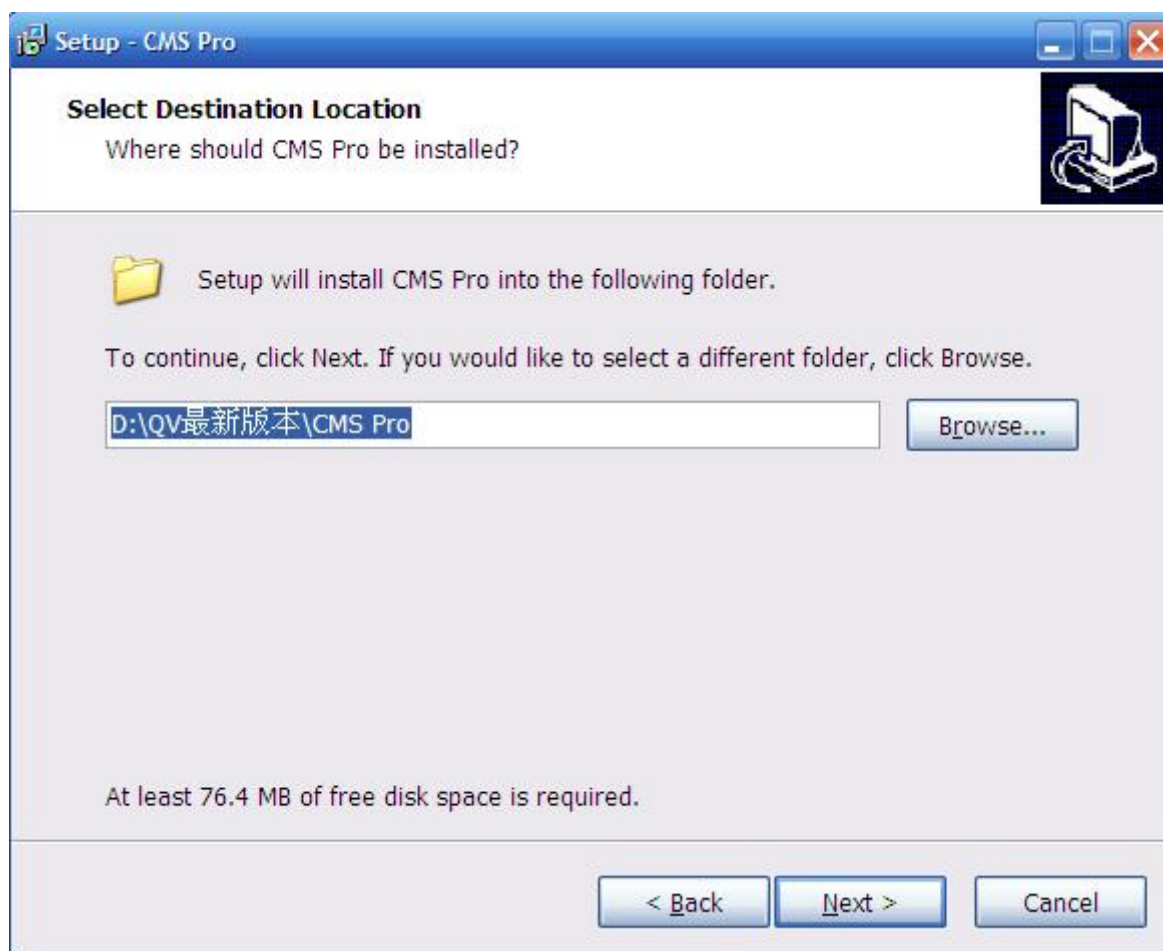 Setup - CMS Pro
Select Destination Location
Where should CMS Pro be installed?
Setup will install CMS Pro into the following folder.
To continue, click Next. If you would like to select a different folder, click Browse.
D:\QV最新版本\CMS Pro
Browse...
At least 76.4 MB of free disk space is required.
< Back
Next >
Cancel